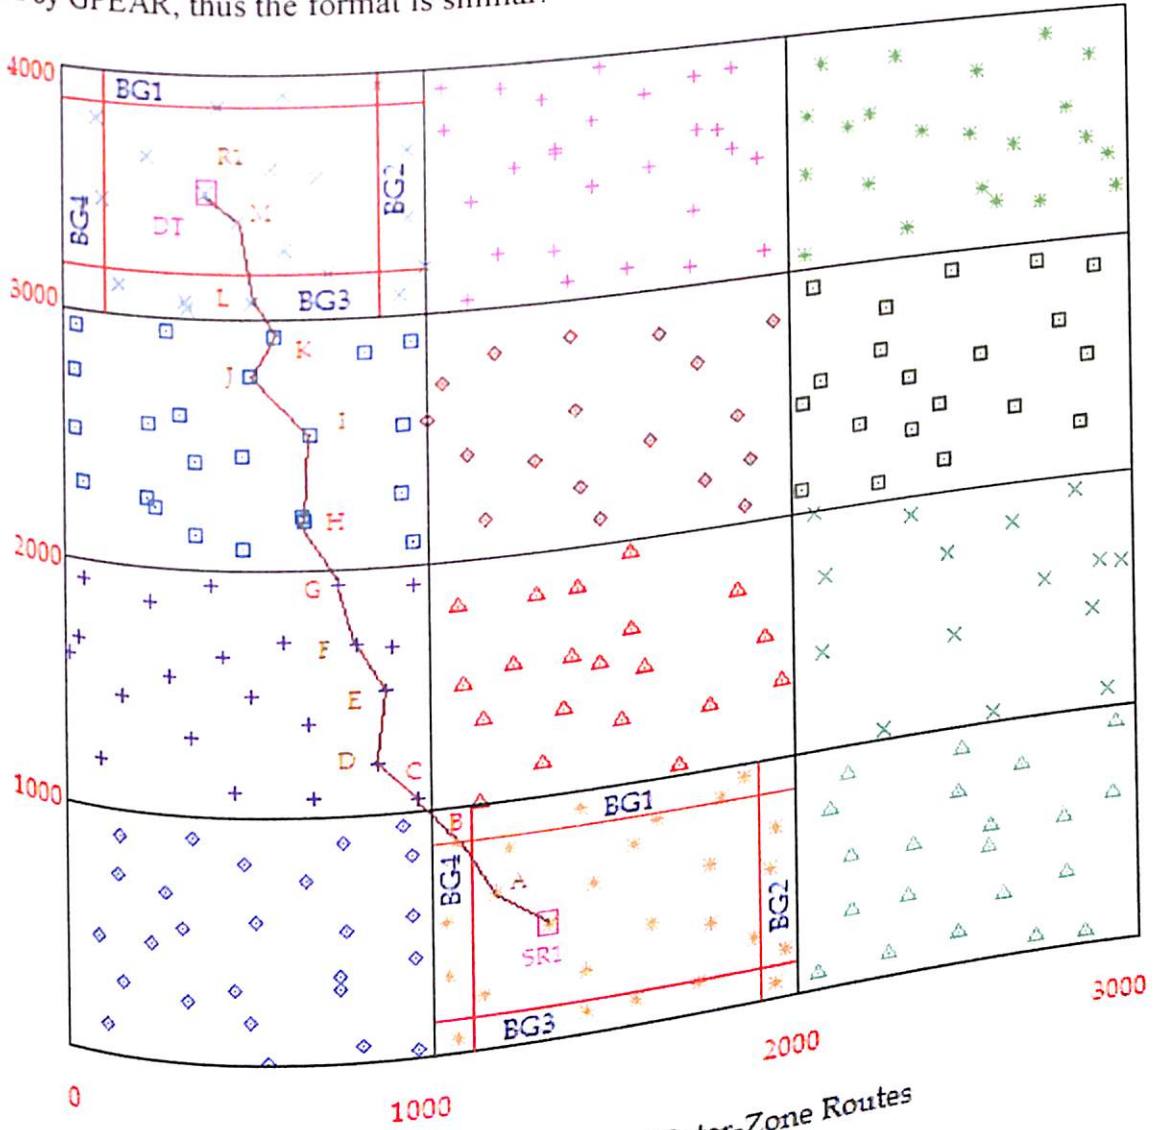 by GPEAR, thus the format is similar.
4000
BG1
R1
BG4
BG2
DT
M
3000
L
BG3
K
J
I
H
2000
G
F
E
D
C
1000
BG1
B
BG4
A
BG2
SR1
BG3
0
1000
2000
3000
-Zone Routes